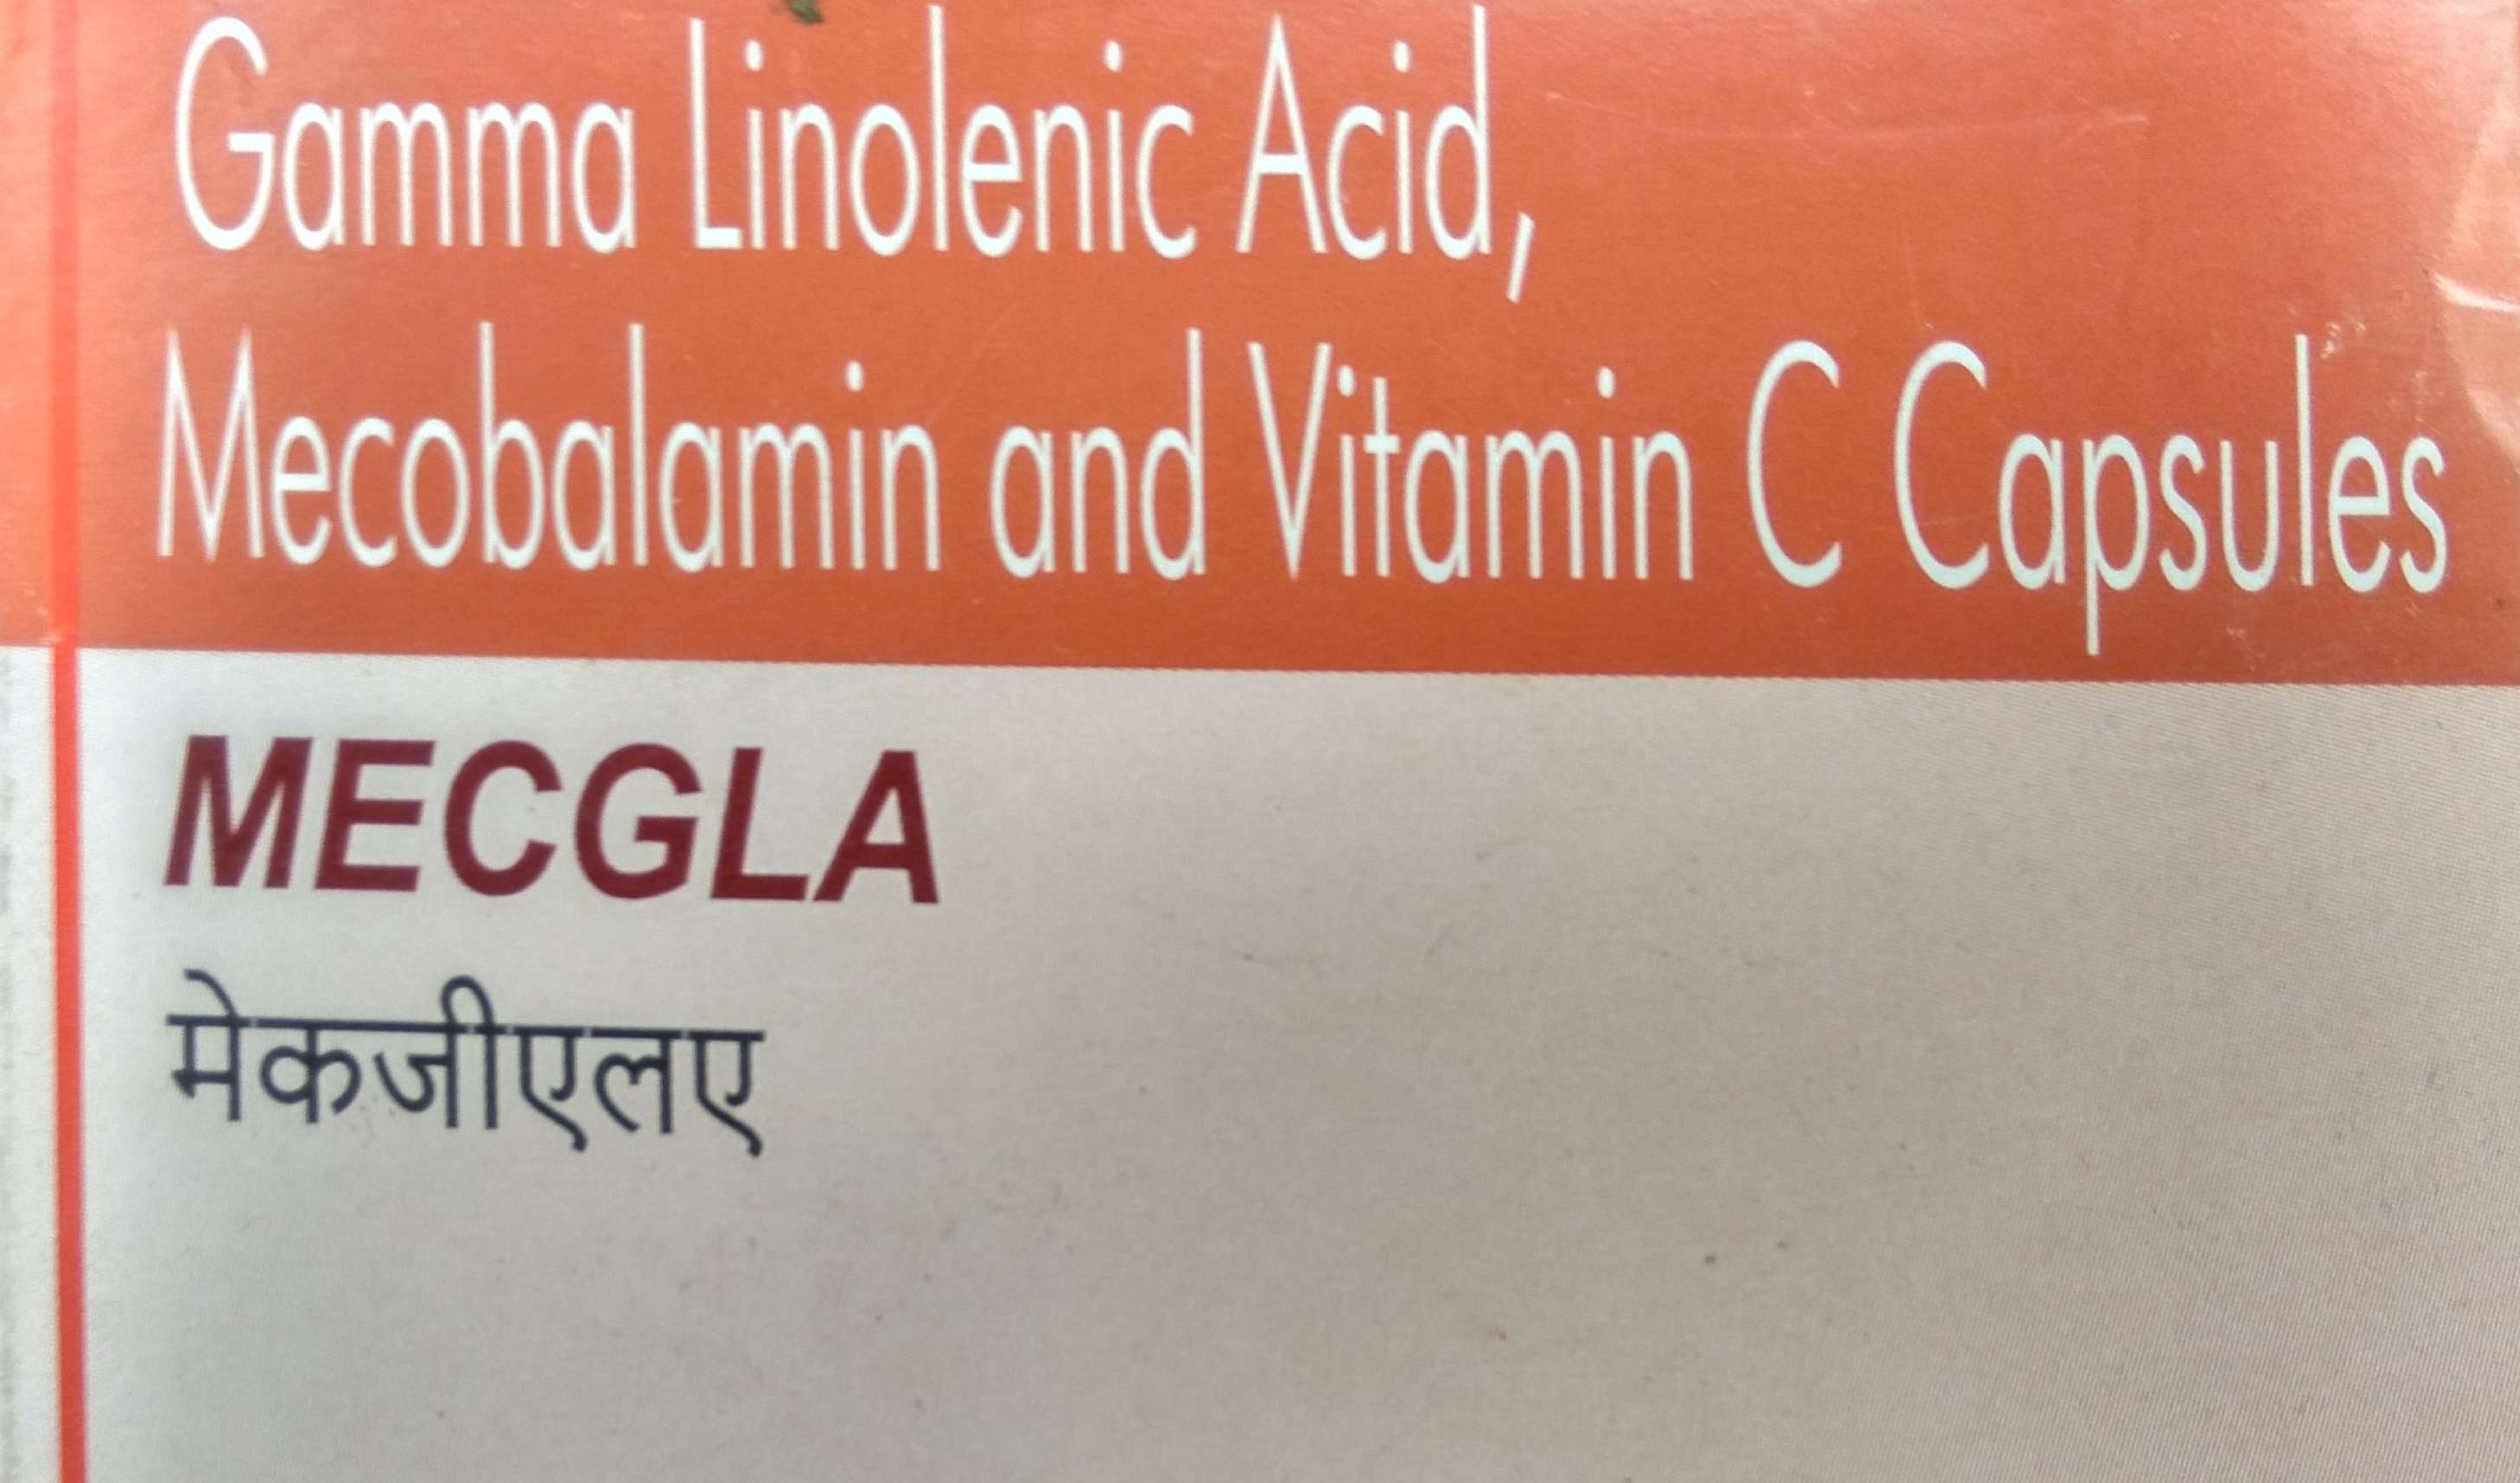 Gamma Linolenic Acid,
Mecobalamin and Vitamin C Capsules
MECGLA
मेकजीएलए